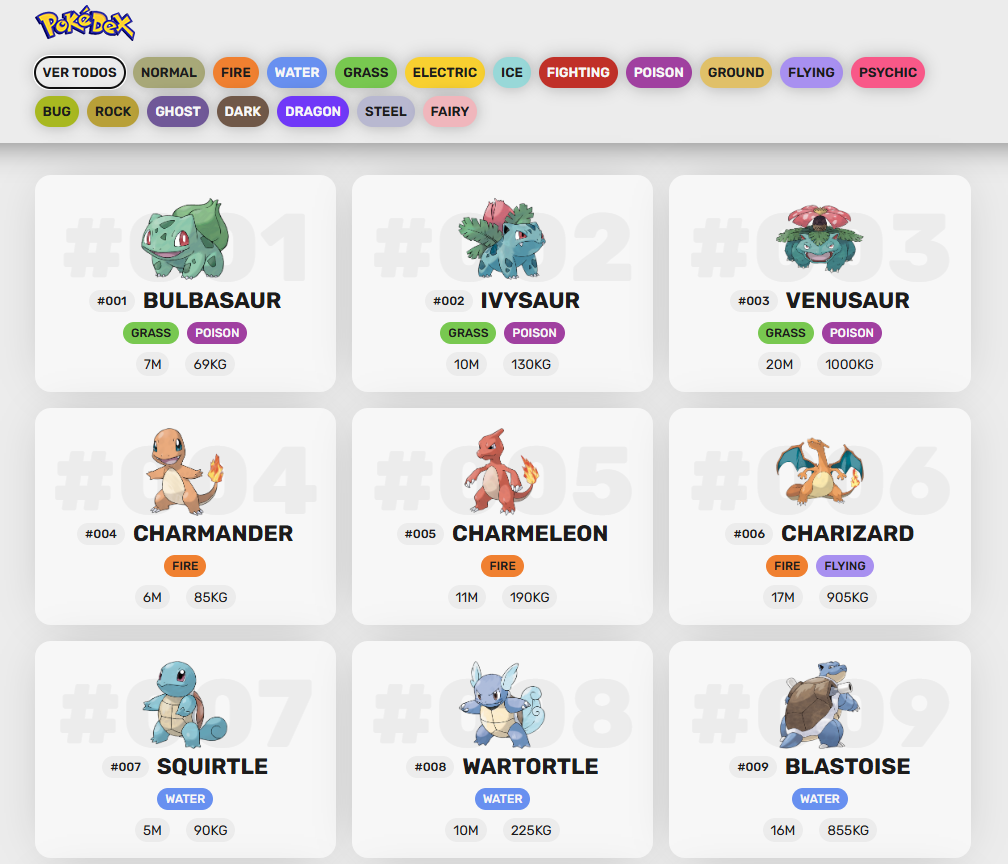 POKÉDEX
VER TODOS NORMAL FIRE WATER GRASS ELECTRIC ICE FIGHTING POISON GROUND FLYING PSYCHIC
BUG ROCK GHOST DARK DRAGON STEEL FAIRY
#001
#001 BULBASAUR
GRASS POISON
7M 69KG
#002
#002 IVYSAUR
GRASS POISON
10M 130KG
#003
#003 VENUSAUR
GRASS POISON
20M 1000KG
#004
#004 CHARMANDER
FIRE
6M 85KG
#005
#005 CHARMELEON
FIRE
11M 190KG
#006
#006 CHARIZARD
FIRE FLYING
17M 905KG
#007
#007 SQUIRTLE
WATER
5M 90KG
#008
#008 WARTORTLE
WATER
10M 225KG
#009
#009 BLASTOISE
WATER
16M 855KG